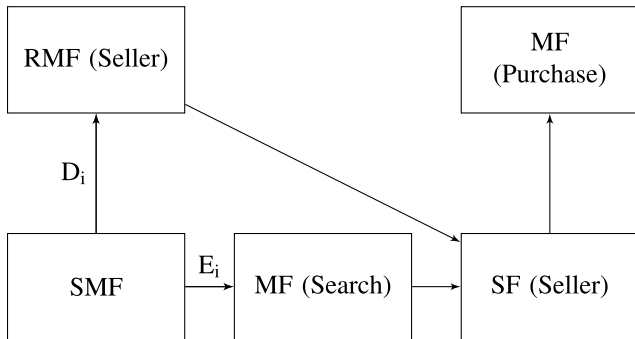 RMF (Seller)
MF
(Purchase)
Di
SMF
Ei
MF (Search)
SF (Seller)